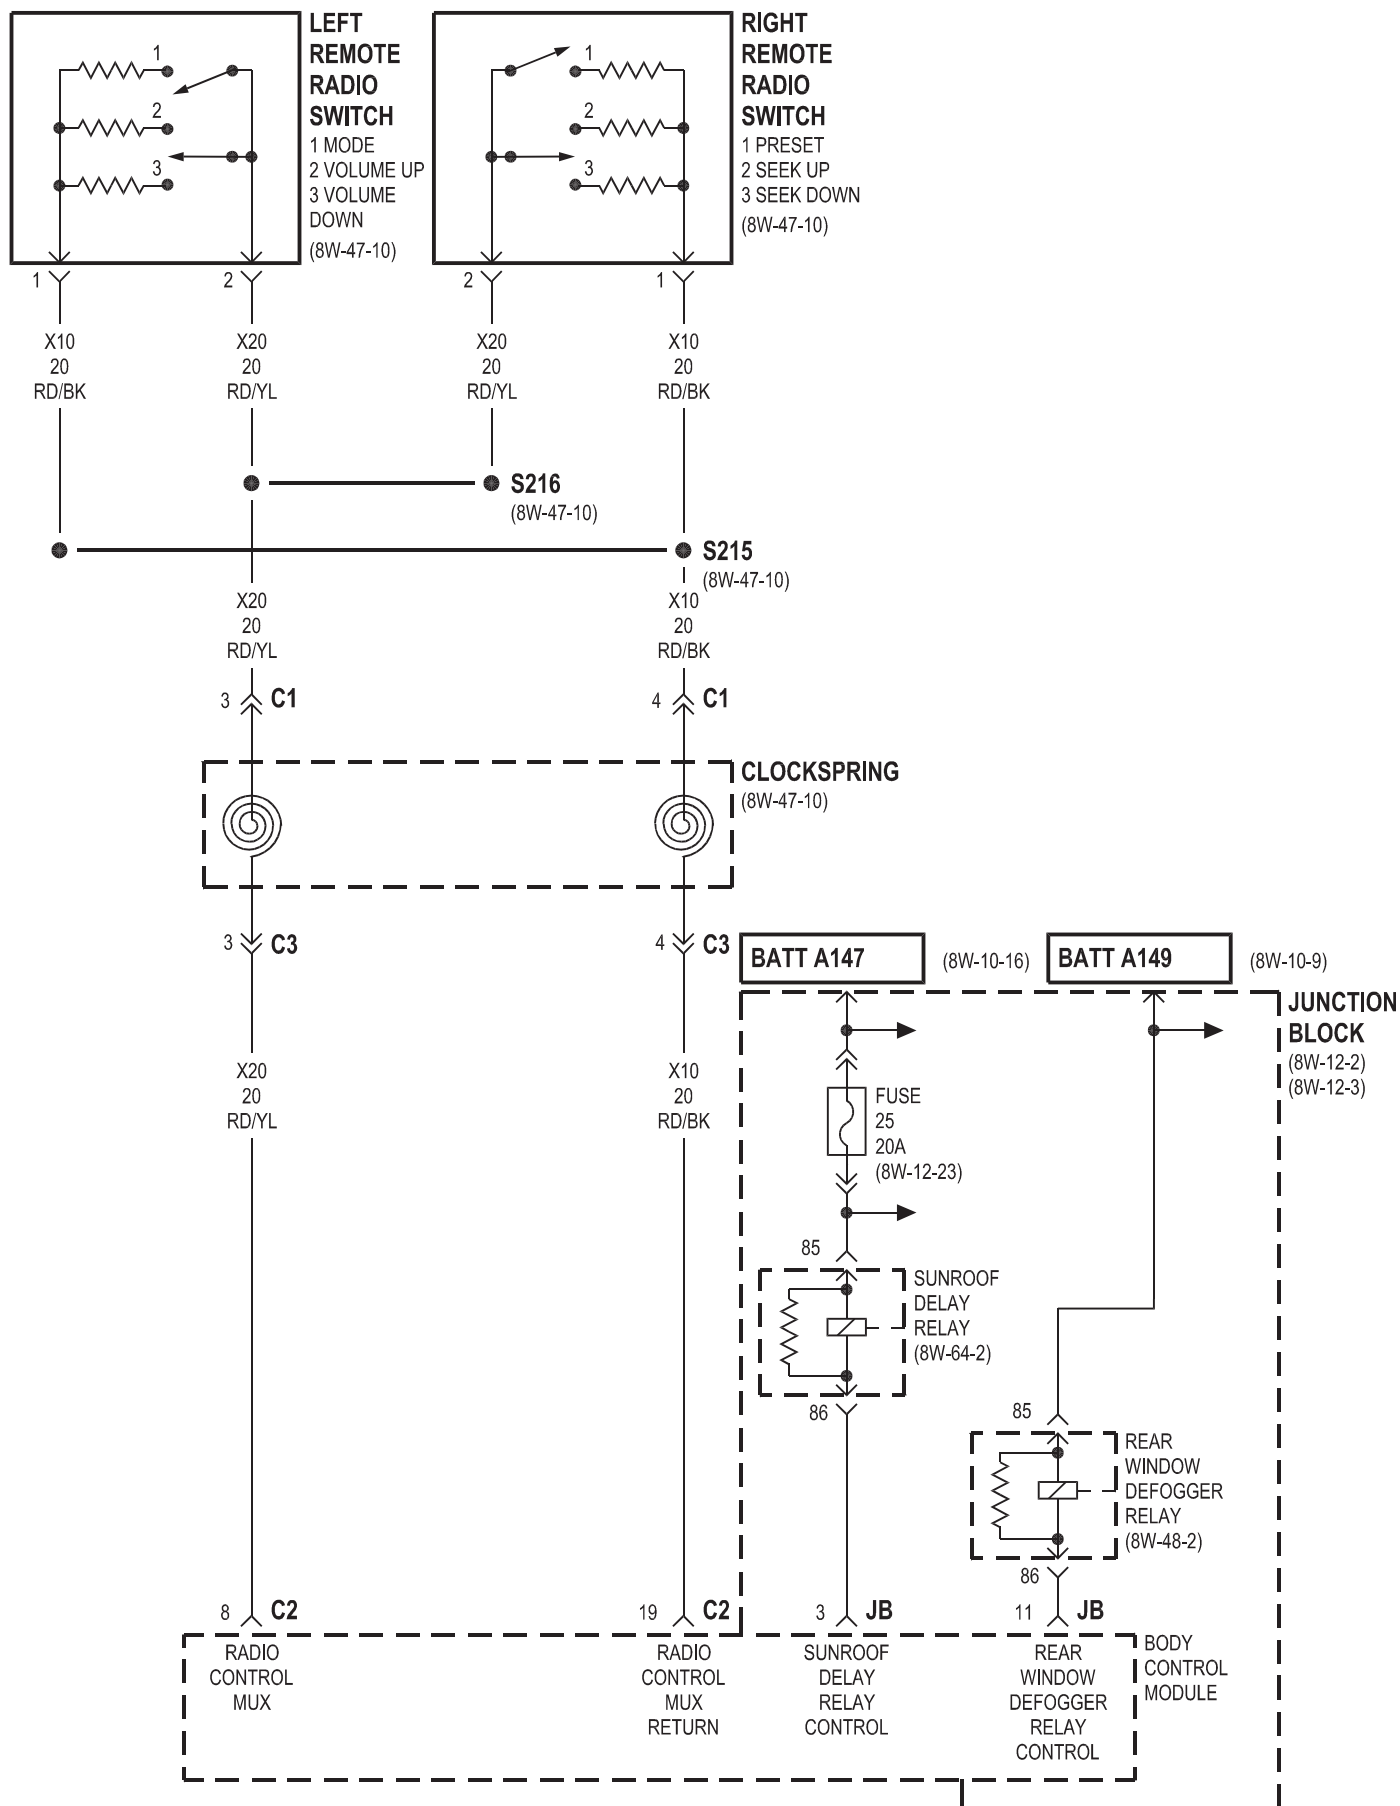 LEFT
REMOTE
RADIO
SWITCH
1 MODE
2 VOLUME UP
3 VOLUME
DOWN
(8W-47-10)
1
2
3
RIGHT
REMOTE
RADIO
SWITCH
1 PRESET
2 SEEK UP
3 SEEK DOWN
(8W-47-10)
1
2
3
1
2
2
1
X10
20
RD/BK
X20
20
RD/YL
X20
20
RD/YL
X10
20
RD/BK
S216
(8W-47-10)
S215
(8W-47-10)
X20
20
RD/YL
X10
20
RD/BK
3 C1
4 C1
CLOCKSPRING
(8W-47-10)
3 C3
4 C3
BATT A147
(8W-10-16)
BATT A149
(8W-10-9)
JUNCTION
BLOCK
(8W-12-2)
(8W-12-3)
X20
20
RD/YL
X10
20
RD/BK
FUSE
25
20A
(8W-12-23)
85
SUNROOF
DELAY
RELAY
(8W-64-2)
86
85
REAR
WINDOW
DEFOGGER
RELAY
(8W-48-2)
86
8 C2
19 C2
3 JB
11 JB
RADIO
CONTROL
MUX
RADIO
CONTROL
MUX
RETURN
SUNROOF
DELAY
RELAY
CONTROL
REAR
WINDOW
DEFOGGER
RELAY
CONTROL
BODY
CONTROL
MODULE